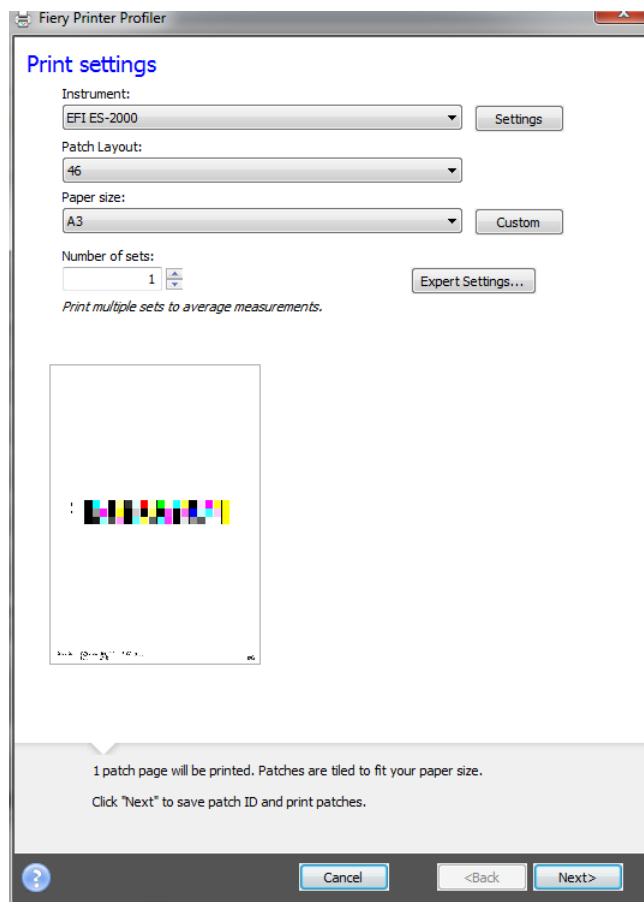 Fiery Printer Profiler
Print settings
Instrument:
EFI ES-2000
Settings
Patch Layout:
46
Paper size:
A3
Custom
Number of sets:
1
Expert Settings...
Print multiple sets to average measurements.
1 patch page will be printed. Patches are tiled to fit your paper size.
Click "Next" to save patch ID and print patches.
?
Cancel
<Back
Next>